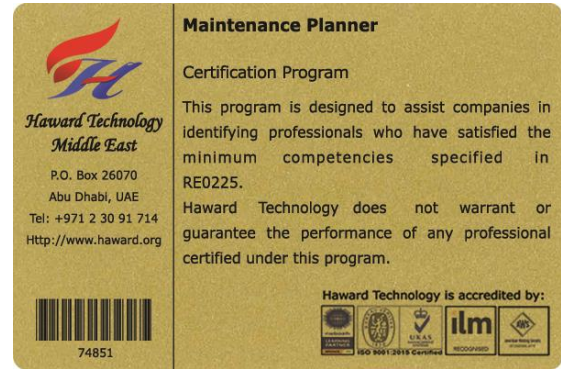 Haward Technology
Middle East
P.O. Box 26070
Abu Dhabi, UAE
Tel: +971 2 30 91 714
Http://www.haward.org
74851
Maintenance Planner
Certification Program
This program is designed to assist companies in
identifying professionals who have satisfied the
minimum competencies specified in
RE0225.
Haward Technology does not warrant or
guarantee the performance of any professional
certified under this program.
Haward Technology is accredited by:
UKAS
ISO 9001:2015 Certified
ilm
RECOGNISED
AWS